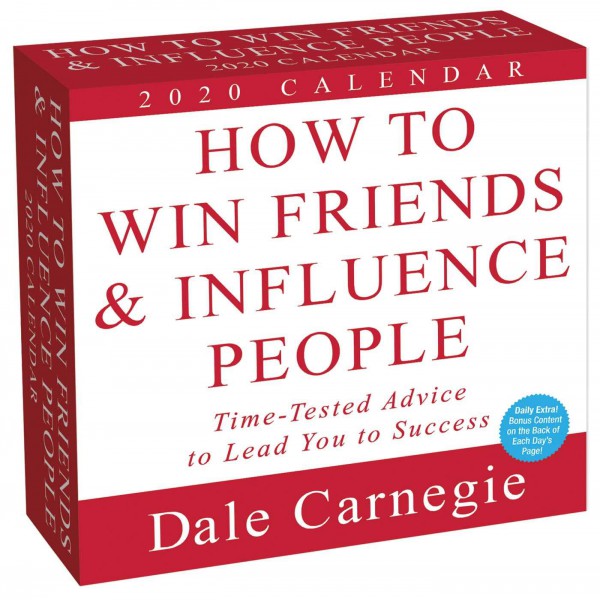 HOW TO WIN FRIENDS
& INFLUENCE PEOPLE
2020 CALENDAR
2020 CALENDAR
HOW TO
WIN FRIENDS
& INFLUENCE
PEOPLE
Time-Tested Advice
to Lead You to Success
Daily Extra!
Bonus Content
on the Back of
Each Day's
Page!
Dale Carnegie
HOW TO WIN FRIENDS
& INFLUENCE PEOPLE
2020 CALENDAR